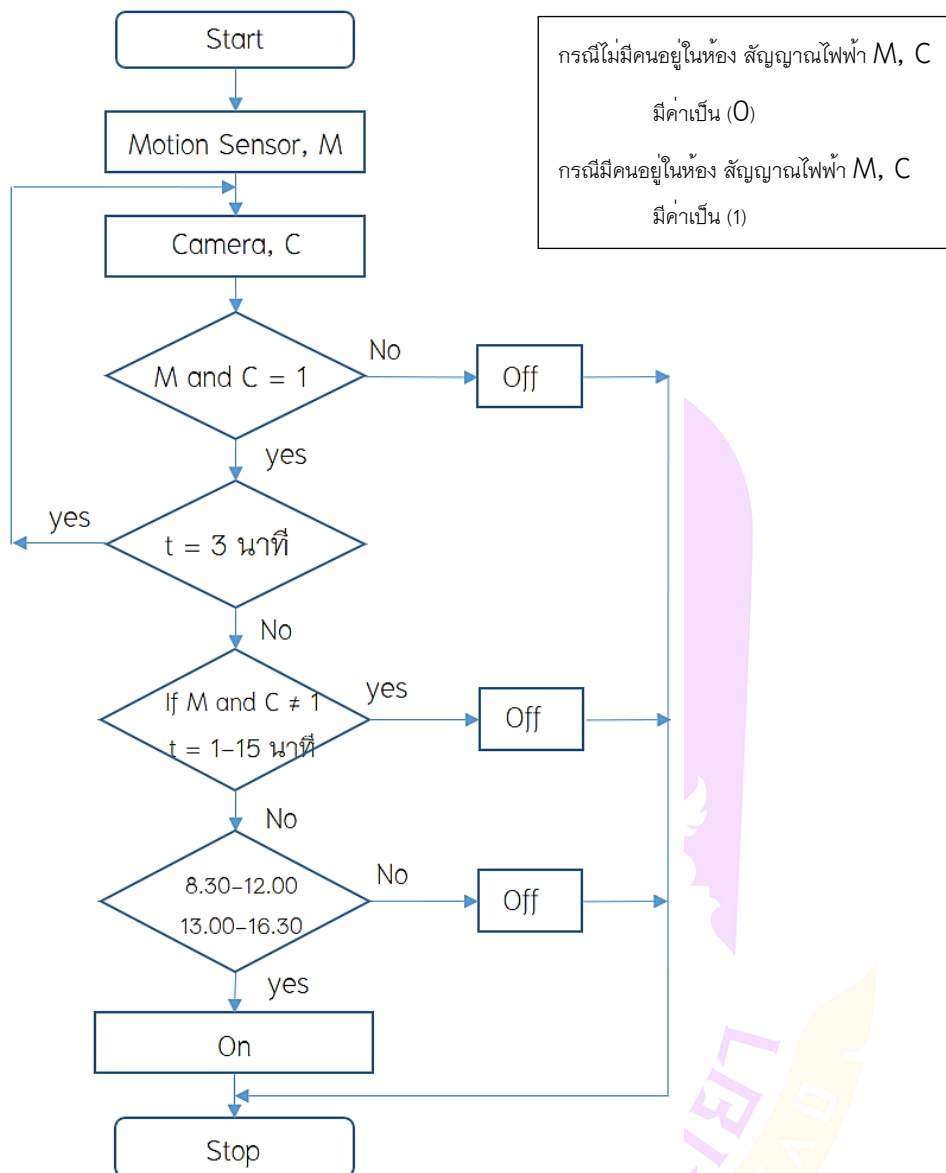 Start
กรณีไม่มีคนอยู่ในห้อง สัญญาณไฟฟ้า M, C
มีค่าเป็น (0)
กรณีมีคนอยู่ในห้อง สัญญาณไฟฟ้า M, C
มีค่าเป็น (1)
Motion Sensor, M
Camera, C
M and C = 1
No
Off
yes
yes
t = 3 นาที
No
If M and C ≠ 1
t = 1–15 นาที
yes
Off
No
8.30–12.00
13.00–16.30
No
Off
yes
On
Stop